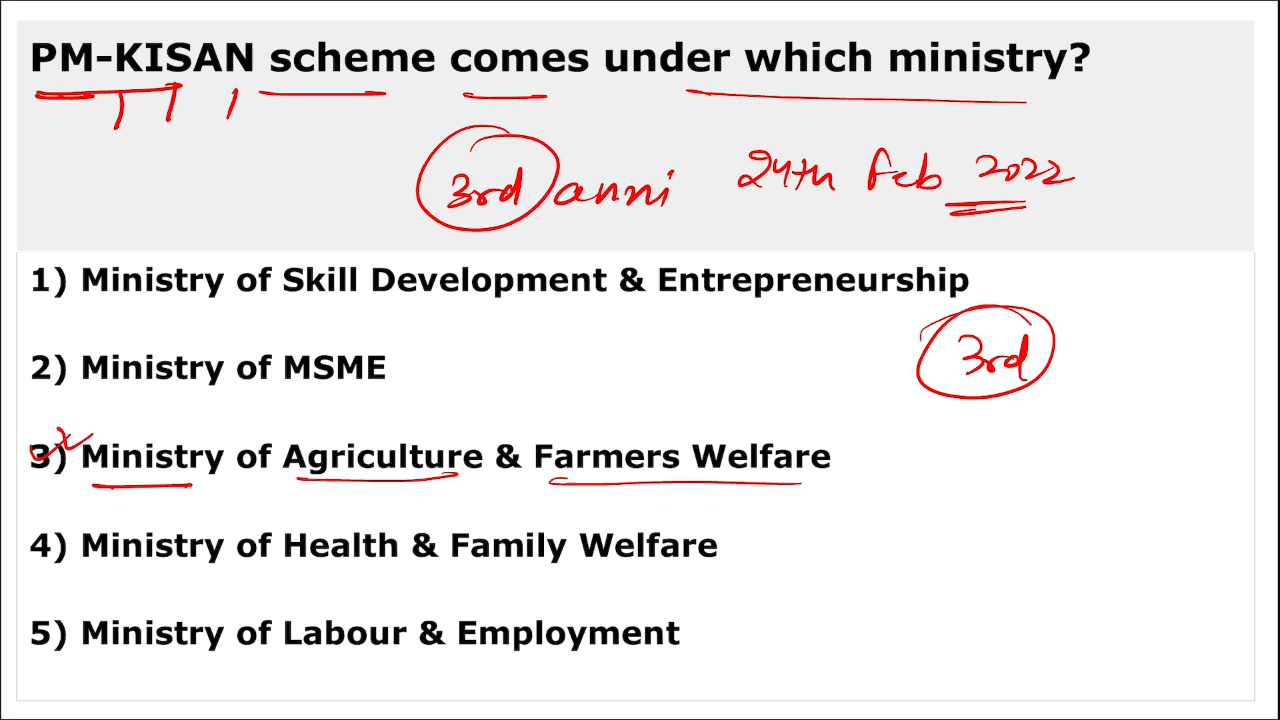 PM-KISAN scheme comes under which ministry?
3rd anni 24th Feb 2022
1) Ministry of Skill Development & Entrepreneurship
3rd
2) Ministry of MSME
3) Ministry of Agriculture & Farmers Welfare
4) Ministry of Health & Family Welfare
5) Ministry of Labour & Employment